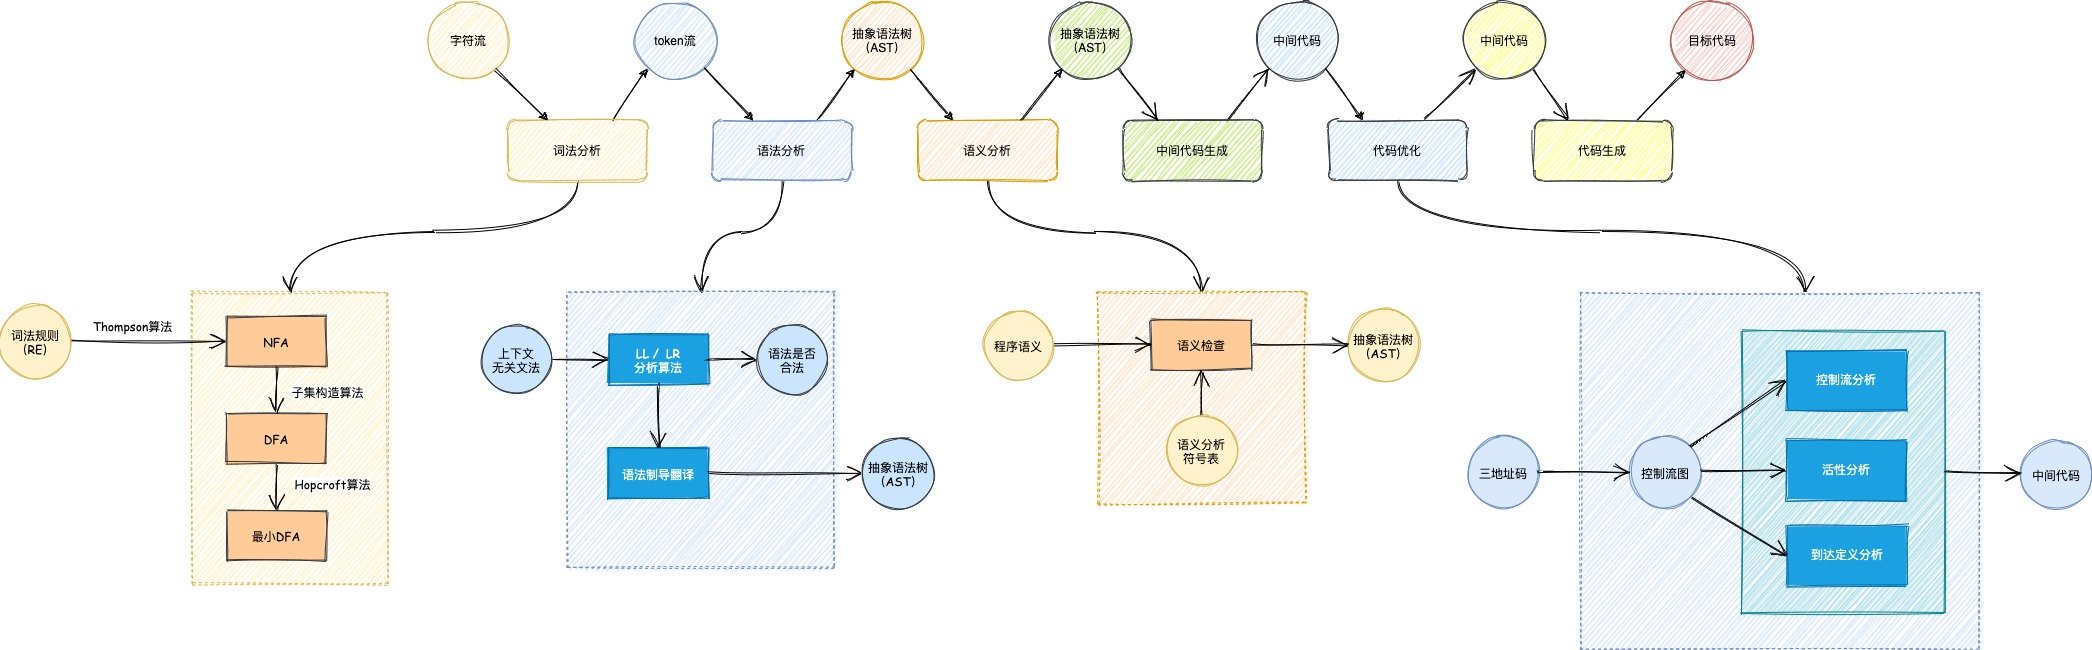 字符流
token流
抽象语法树
(AST)
抽象语法树
(AST)
中间代码
中间代码
目标代码
词法分析
语法分析
语义分析
中间代码生成
代码优化
代码生成
词法规则
(RE)
Thompson算法
NFA
子集构造算法
DFA
Hopcroft算法
最小DFA
上下文
无关文法
LL / LR
分析算法
语法是否
合法
语法制导翻译
抽象语法树
(AST)
程序语义
语义检查
抽象语法树
(AST)
语义分析
符号表
三地址码
控制流图
控制流分析
活性分析
到达定义分析
中间代码